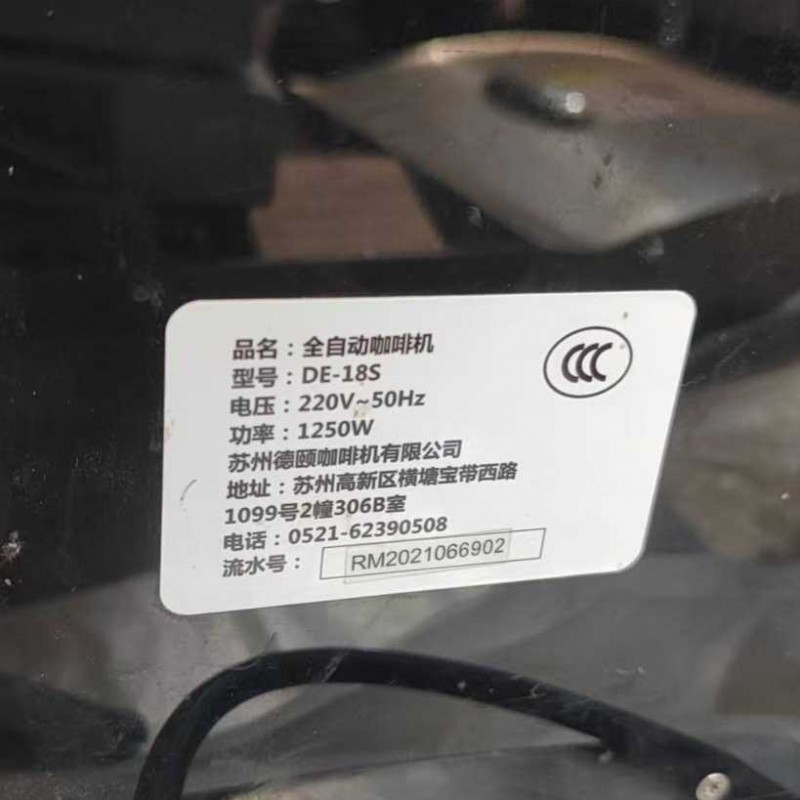 品名：全自动咖啡机
型号：DE-18S
电压：220V~50Hz
功率：1250W
苏州德颐咖啡机有限公司
地址：苏州高新区横塘宝带西路
1099号2幢306B室
电话：0521-62390508
流水号：RM2021066902
CCC